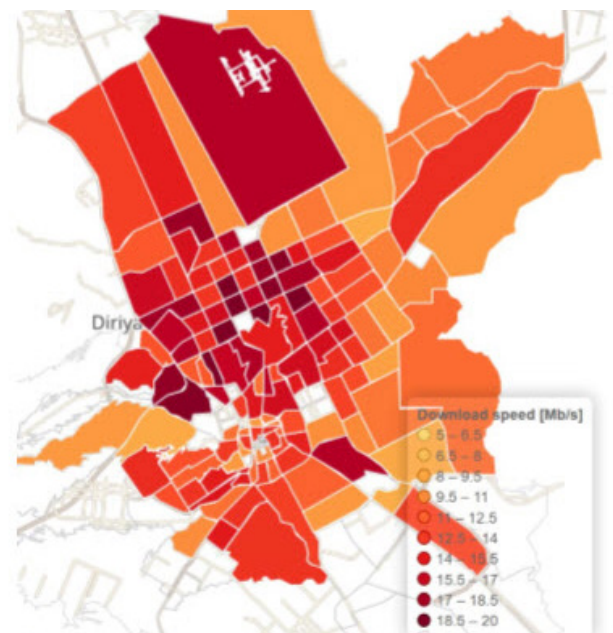 Diriya
Download speed [Mb/s]
5 – 6.5
6.5 – 8
8 – 9.5
9.5 – 11
11 – 12.5
12.5 – 14
14 – 15.5
15.5 – 17
17 – 18.5
18.5 – 20